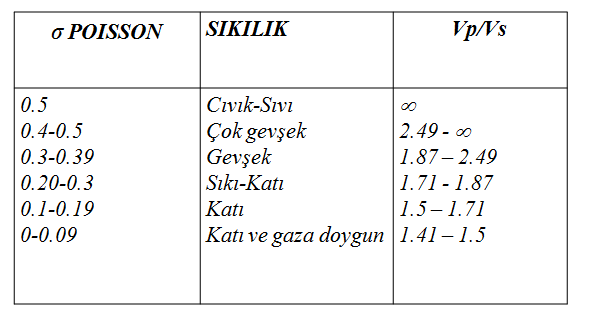 σ POISSON SIKILIK Vp/Vs
0.5 Cıvık-Sıvı ∞
0.4-0.5 Çok gevşek 2.49 - ∞
0.3-0.39 Gevşek 1.87 – 2.49
0.20-0.3 Sıkı-Katı 1.71 - 1.87
0.1-0.19 Katı 1.5 – 1.71
0-0.09 Katı ve gaza doygun 1.41 – 1.5